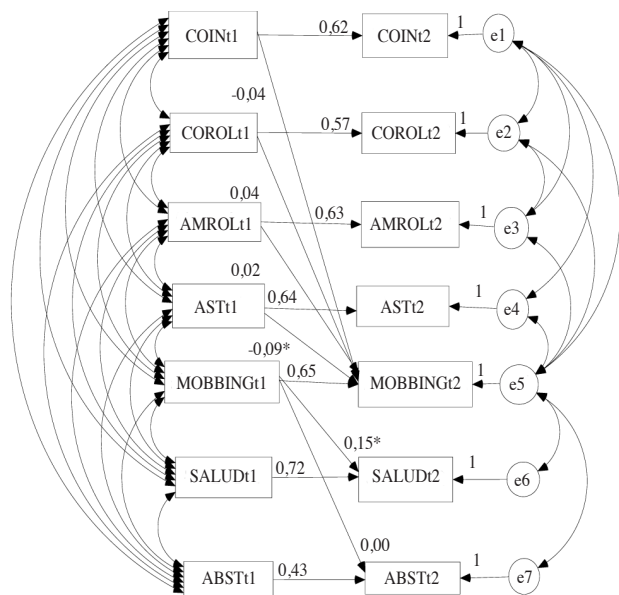 COINt1 0,62 COINt2 1 e1
-0,04
COROLt1 0,57 COROLt2 1 e2
0,04
AMROLt1 0,63 AMROLt2 1 e3
0,02
ASTt1 0,64 ASTt2 1 e4
-0,09*
MOBBINGt1 0,65 MOBBINGt2 1 e5
0,15*
SALUDt1 0,72 SALUDt2 1 e6
0,00
ABSTt1 0,43 ABSTt2 1 e7